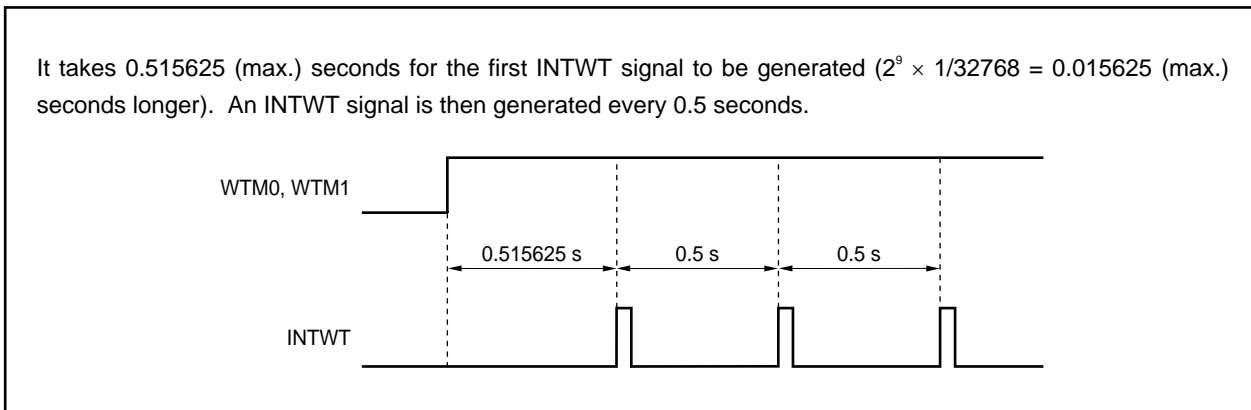 It takes 0.515625 (max.) seconds for the first INTWT signal to be generated (2⁹ × 1/32768 = 0.015625 (max.)
seconds longer). An INTWT signal is then generated every 0.5 seconds.
WTM0, WTM1
0.515625 s 0.5 s 0.5 s
INTWT